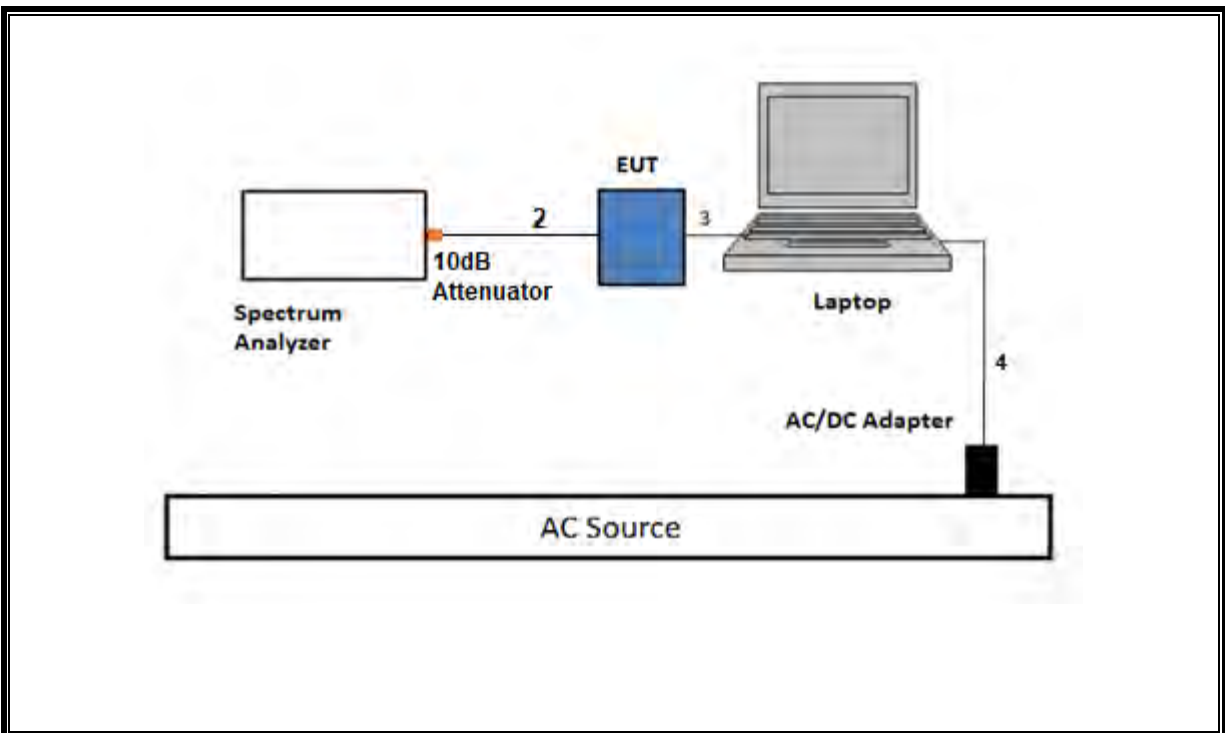 EUT
2
3
10dB
Attenuator
Spectrum
Analyzer
Laptop
4
AC/DC Adapter
AC Source